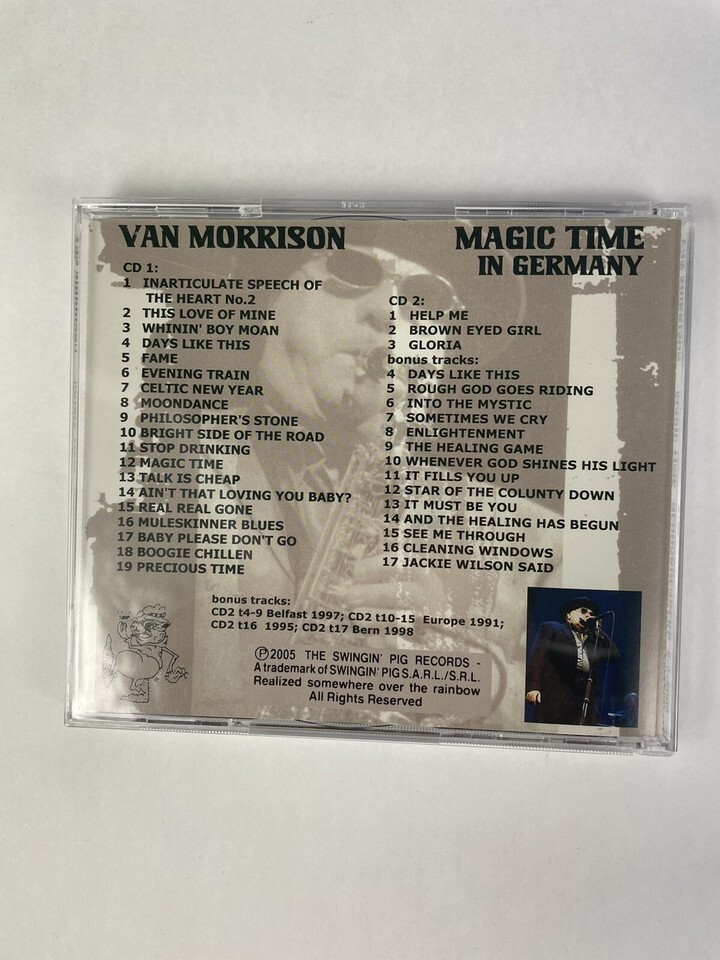 VAN MORRISON
MAGIC TIME
IN GERMANY
CD 1:
1 INARTICULATE SPEECH OF
THE HEART No.2
2 THIS LOVE OF MINE
3 WHININ' BOY MOAN
4 DAYS LIKE THIS
5 FAME
6 EVENING TRAIN
7 CELTIC NEW YEAR
8 MOONDANCE
9 PHILOSOPHER'S STONE
10 BRIGHT SIDE OF THE ROAD
11 STOP DRINKING
12 MAGIC TIME
13 TALK IS CHEAP
14 AIN'T THAT LOVING YOU BABY?
15 REAL REAL GONE
16 MULESKINNER BLUES
17 BABY PLEASE DON'T GO
18 BOOGIE CHILLEN
19 PRECIOUS TIME
CD 2:
1 HELP ME
2 BROWN EYED GIRL
3 GLORIA
bonus tracks:
4 DAYS LIKE THIS
5 ROUGH GOD GOES RIDING
6 INTO THE MYSTIC
7 SOMETIMES WE CRY
8 ENLIGHTENMENT
9 THE HEALING GAME
10 WHENEVER GOD SHINES HIS LIGHT
11 IT FILLS YOU UP
12 STAR OF THE COLUNTY DOWN
13 IT MUST BE YOU
14 AND THE HEALING HAS BEGUN
15 SEE ME THROUGH
16 CLEANING WINDOWS
17 JACKIE WILSON SAID
bonus tracks:
CD2 t4-9 Belfast 1997; CD2 t10-15 Europe 1991;
CD2 t16 1995; CD2 t17 Bern 1998
℗2005 THE SWINGIN' PIG RECORDS -
A trademark of SWINGIN' PIG S.A.R.L./S.R.L.
Realized somewhere over the rainbow
All Rights Reserved